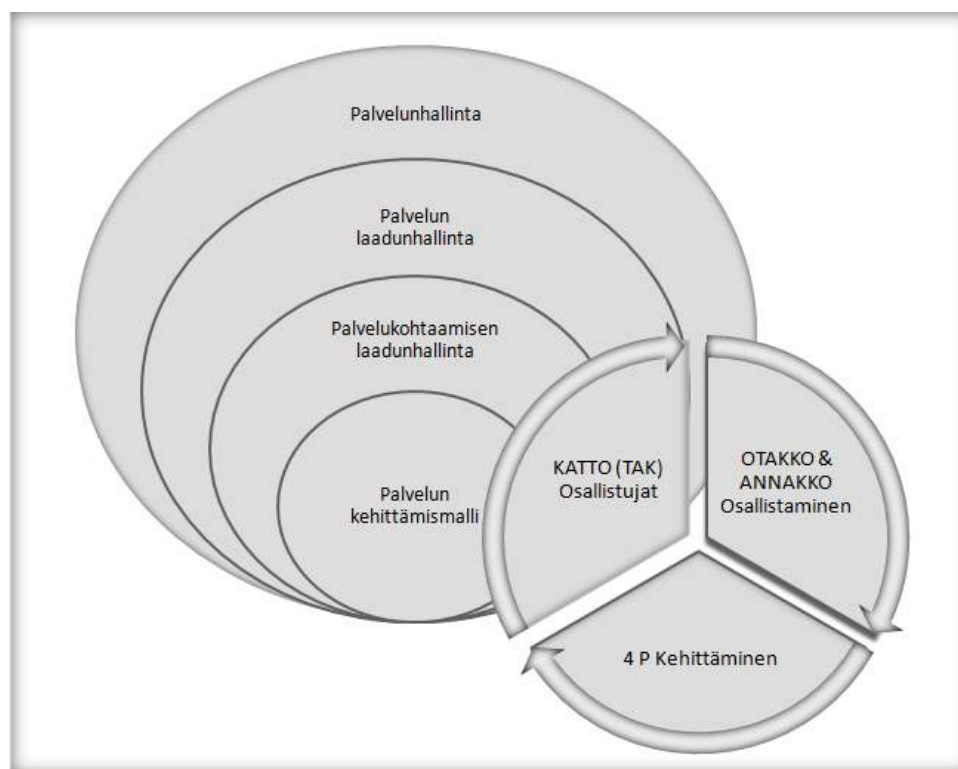 Palvelunhallinta
Palvelun
laadunhallinta
Palvelukohtaamisen
laadunhallinta
Palvelun
kehittämismalli
KATTO (TAK)
Osallistujat
OTAKKO &
ANNAKKO
Osallistaminen
4 P Kehittäminen